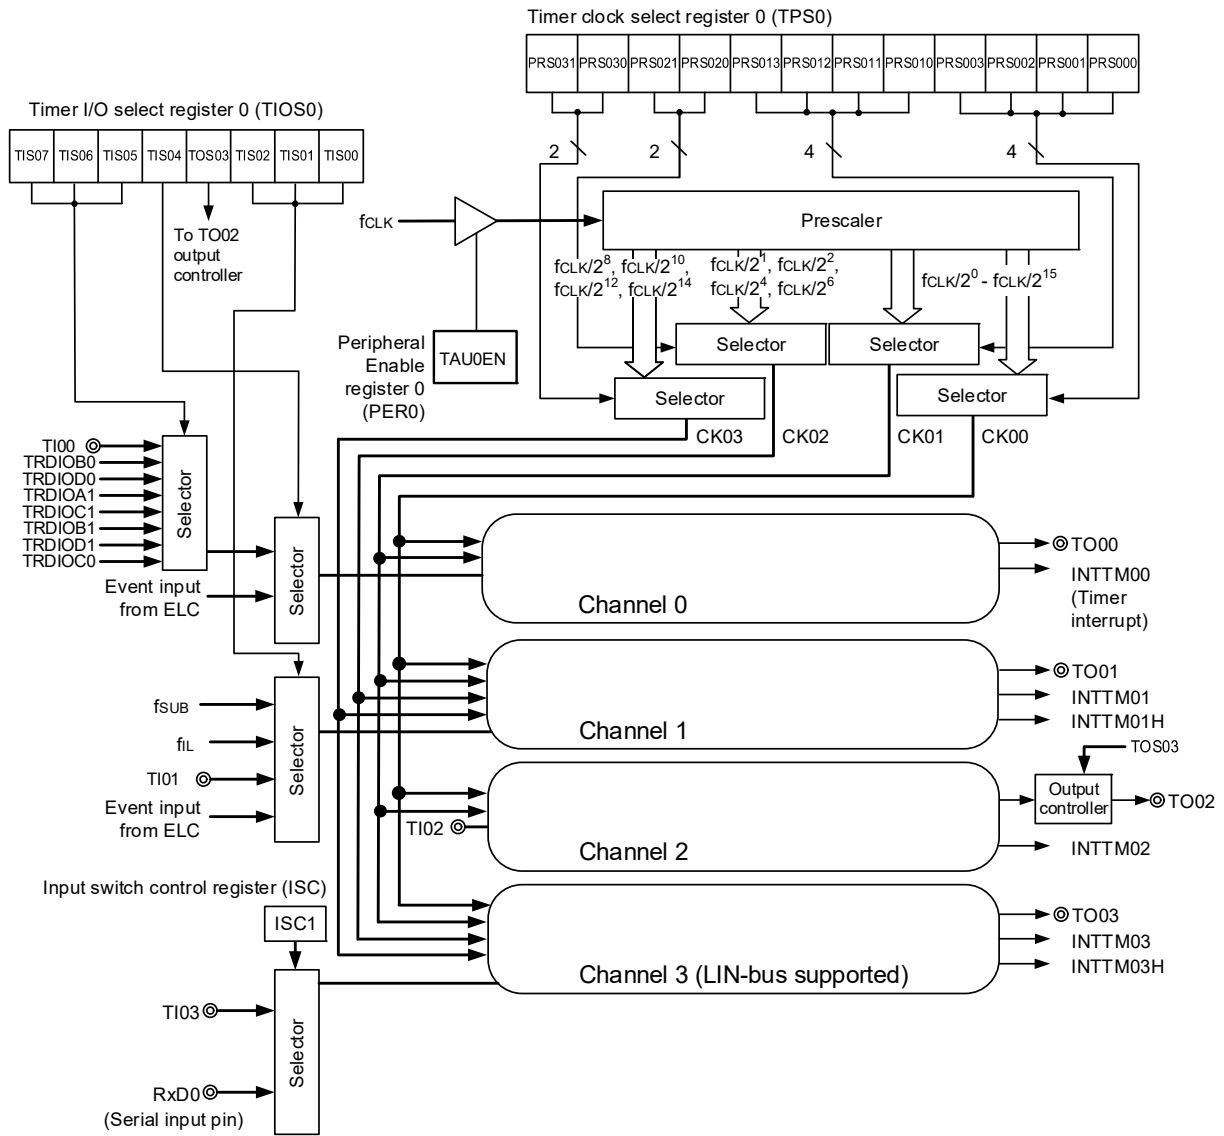 Timer clock select register 0 (TPS0)
PRS031 PRS030 PRS021 PRS020 PRS013 PRS012 PRS011 PRS010 PRS003 PRS002 PRS001 PRS000
Timer I/O select register 0 (TIOS0)
TIS07 TIS06 TIS05 TIS04 TOS03 TIS02 TIS01 TIS00
2 2 4 4
To TO02
output
controller
fCLK
Prescaler
fCLK/2^8, fCLK/2^10,
fCLK/2^12, fCLK/2^14
fCLK/2^1, fCLK/2^2,
fCLK/2^4, fCLK/2^6
fCLK/2^0 - fCLK/2^15
Peripheral
Enable
register 0
(PER0)
TAU0EN
Selector
Selector
Selector
Selector
CK03 CK02 CK01 CK00
TI00
TRDIOB0
TRDIOD0
TRDIOA1
TRDIOC1
TRDIOB1
TRDIOD1
TRDIOC0
Selector
Event input
from ELC
Selector
Channel 0
TO00
INTTM00
(Timer
interrupt)
fSUB
fIL
TI01
Event input
from ELC
Selector
Channel 1
TO01
INTTM01
INTTM01H
TOS03
TI02
Channel 2
Output
controller
TO02
INTTM02
Input switch control register (ISC)
ISC1
Channel 3 (LIN-bus supported)
TO03
INTTM03
INTTM03H
TI03
RxD0
(Serial input pin)
Selector